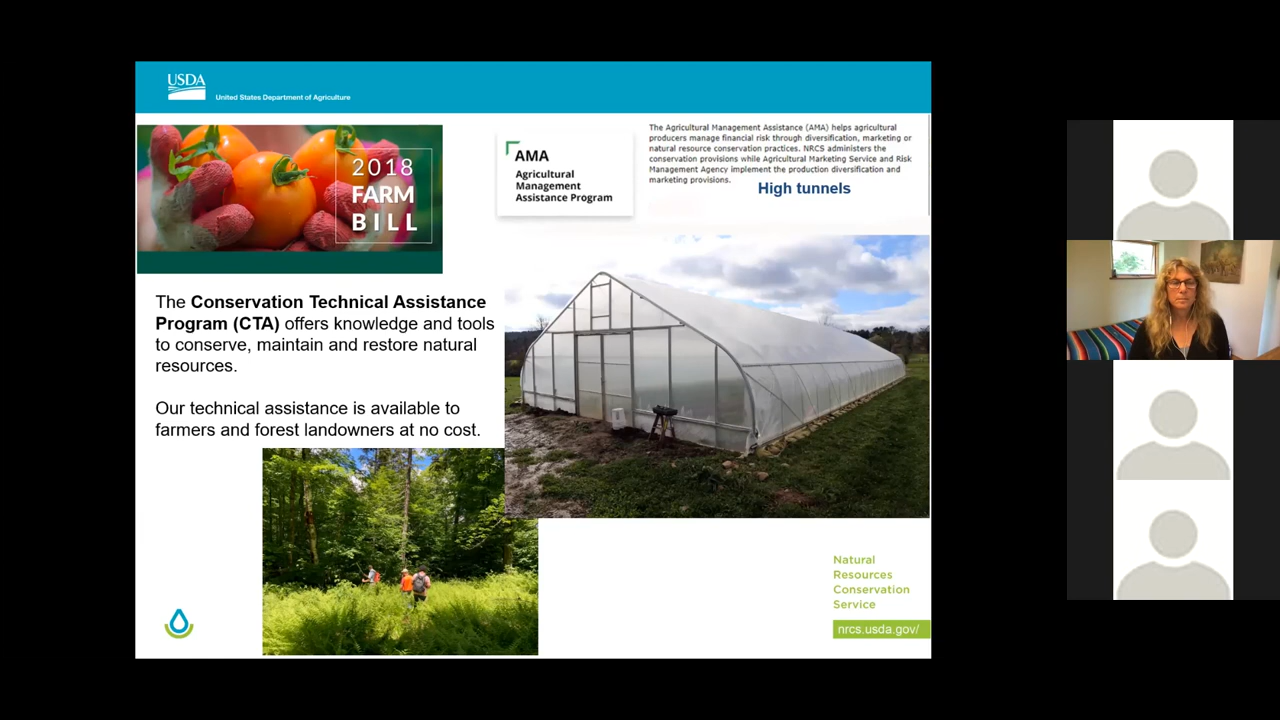 USDA
United States Department of Agriculture
2018
FARM
BILL
AMA
Agricultural
Management
Assistance Program
The Agricultural Management Assistance (AMA) helps agricultural
producers manage financial risk through diversification, marketing or
natural resource conservation practices. NRCS administers the
conservation provisions while Agricultural Marketing Service and Risk
Management Agency implement the production diversification and
marketing provisions.
High tunnels
The Conservation Technical Assistance
Program (CTA) offers knowledge and tools
to conserve, maintain and restore natural
resources.
Our technical assistance is available to
farmers and forest landowners at no cost.
Natural
Resources
Conservation
Service
nrcs.usda.gov/